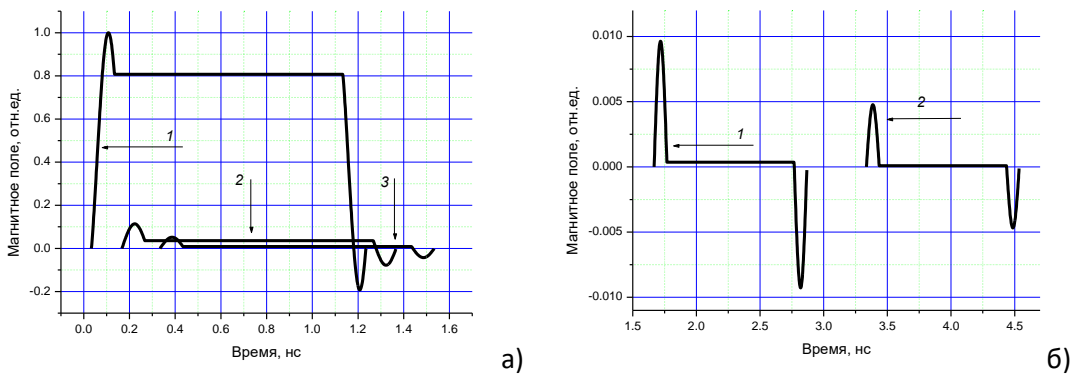 Магнитное поле, отн.ед.
1.0
0.8
0.6
0.4
0.2
0.0
-0.2
1
2
3
0.0 0.2 0.4 0.6 0.8 1.0 1.2 1.4 1.6
Время, нс
а)
Магнитное поле, отн.ед.
0.010
0.005
0.000
-0.005
-0.010
1
2
1.5 2.0 2.5 3.0 3.5 4.0 4.5
Время, нс
б)